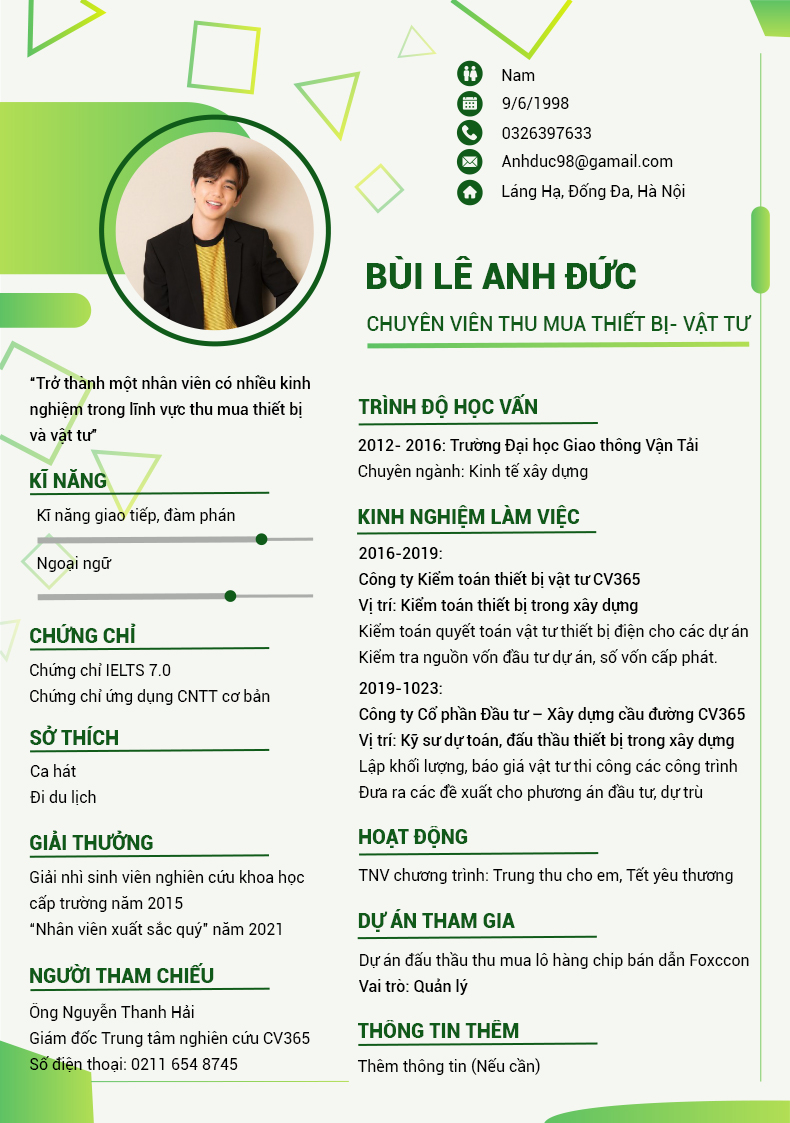 Nam
9/6/1998
0326397633
Anhduc98@gamail.com
Láng Hạ, Đống Đa, Hà Nội
BÙI LÊ ANH ĐỨC
CHUYÊN VIÊN THU MUA THIẾT BỊ- VẬT TƯ
“Trở thành một nhân viên có nhiều kinh
nghiệm trong lĩnh vực thu mua thiết bị
và vật tư”
KĨ NĂNG
Kĩ năng giao tiếp, đàm phán
Ngoại ngữ
CHỨNG CHỈ
Chứng chỉ IELTS 7.0
Chứng chỉ ứng dụng CNTT cơ bản
SỞ THÍCH
Ca hát
Đi du lịch
GIẢI THƯỞNG
Giải nhì sinh viên nghiên cứu khoa học
cấp trường năm 2015
“Nhân viên xuất sắc quý” năm 2021
NGƯỜI THAM CHIẾU
Ông Nguyễn Thanh Hải
Giám đốc Trung tâm nghiên cứu CV365
Số điện thoại: 0211 654 8745
TRÌNH ĐỘ HỌC VẤN
2012- 2016: Trường Đại học Giao thông Vận Tải
Chuyên ngành: Kinh tế xây dựng
KINH NGHIỆM LÀM VIỆC
2016-2019:
Công ty Kiểm toán thiết bị vật tư CV365
Vị trí: Kiểm toán thiết bị trong xây dựng
Kiểm toán quyết toán vật tư thiết bị điện cho các dự án
Kiểm tra nguồn vốn đầu tư dự án, số vốn cấp phát.
2019-1023:
Công ty Cổ phần Đầu tư – Xây dựng cầu đường CV365
Vị trí: Kỹ sư dự toán, đấu thầu thiết bị trong xây dựng
Lập khối lượng, báo giá vật tư thi công các công trình
Đưa ra các đề xuất cho phương án đầu tư, dự trù
HOẠT ĐỘNG
TNV chương trình: Trung thu cho em, Tết yêu thương
DỰ ÁN THAM GIA
Dự án đấu thầu thu mua lô hàng chip bán dẫn Foxccon
Vai trò: Quản lý
THÔNG TIN THÊM
Thêm thông tin (Nếu cần)